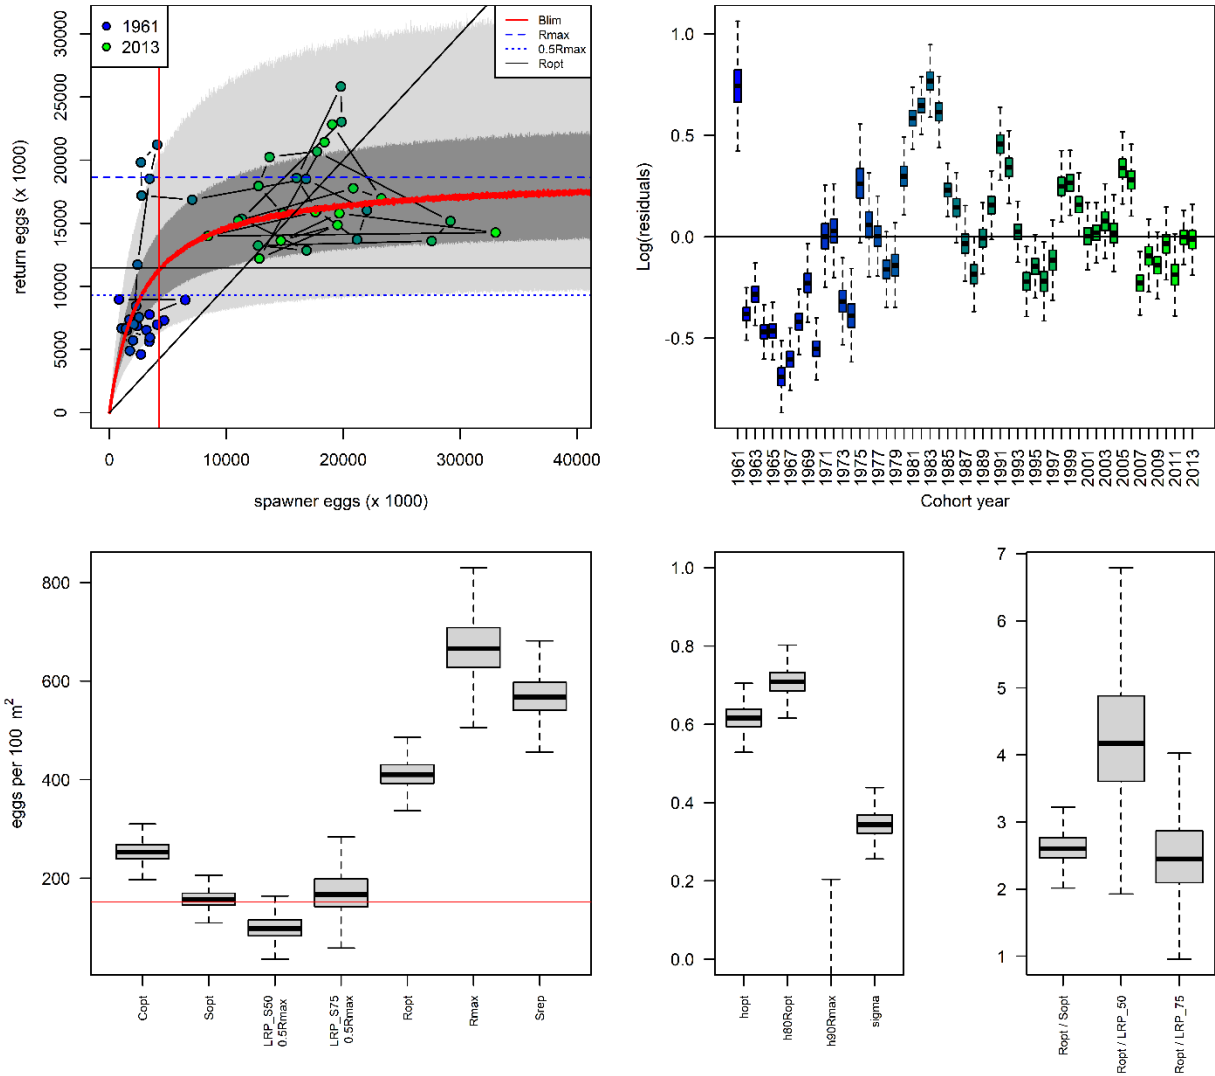 1961
2013
Blim
Rmax
0.5Rmax
Ropt
return eggs (x 1000)
0
5000
10000
15000
20000
25000
30000
0
10000
20000
30000
40000
spawner eggs (x 1000)
Log(residuals)
1.0
0.5
0.0
-0.5
1961
1963
1965
1967
1969
1971
1973
1975
1977
1979
1981
1983
1985
1987
1989
1991
1993
1995
1997
1999
2001
2003
2005
2007
2009
2011
2013
Cohort year
eggs per 100 m²
800
600
400
200
Copt
Sopt
LRP_S50
0.5Rmax
LRP_S75
0.5Rmax
Ropt
Rmax
Srep
1.0
0.8
0.6
0.4
0.2
0.0
hopt
h80Ropt
h90Rmax
sigma
7
6
5
4
3
2
1
Ropt / Sopt
Ropt / LRP_50
Ropt / LRP_75